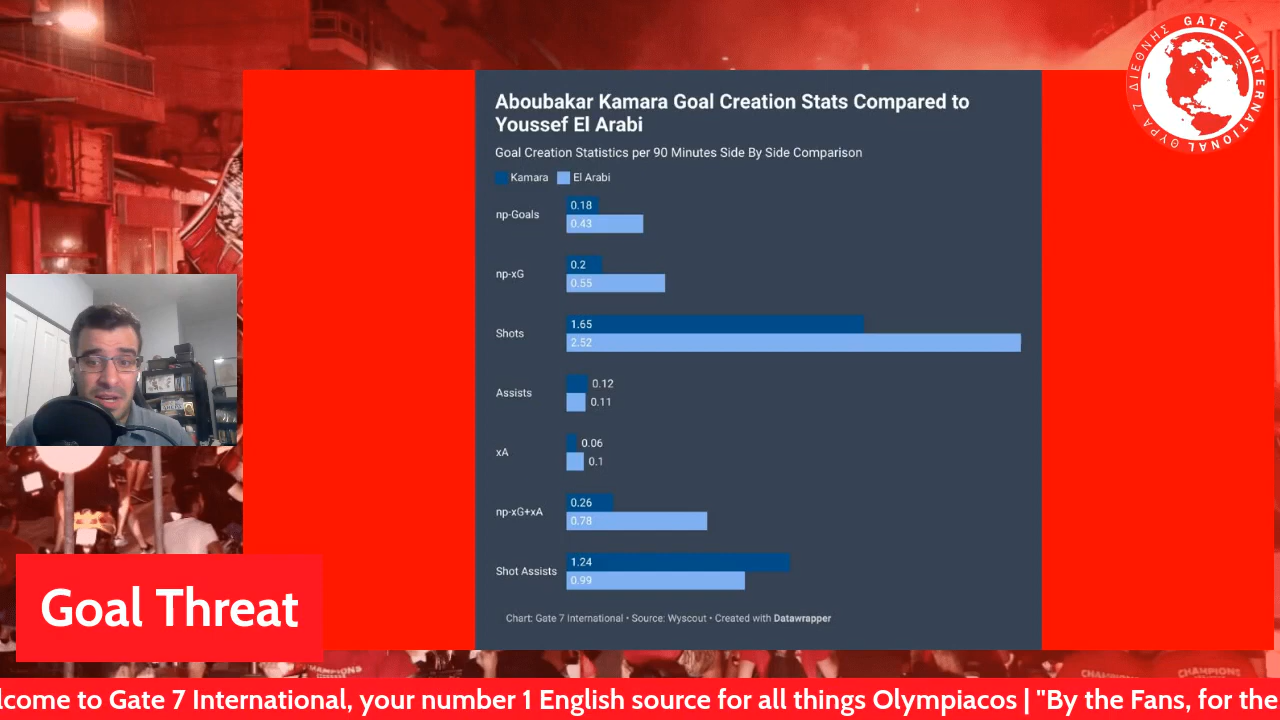 ΘΥΡΑ 7 ΔΙΕΘΝΗΣ GATE 7 INTERNATIONAL
Aboubakar Kamara Goal Creation Stats Compared to
Youssef El Arabi
Goal Creation Statistics per 90 Minutes Side By Side Comparison
Kamara El Arabi
np-Goals
0.18
0.43
np-xG
0.2
0.55
Shots
1.65
2.52
Assists
0.12
0.11
xA
0.06
0.1
np-xG+xA
0.26
0.78
Shot Assists
1.24
0.99
Chart: Gate 7 International • Source: Wyscout • Created with Datawrapper
Goal Threat
CHAMPIONS
CHAMPIONS
lcome to Gate 7 International, your number 1 English source for all things Olympiacos | "By the Fans, for the